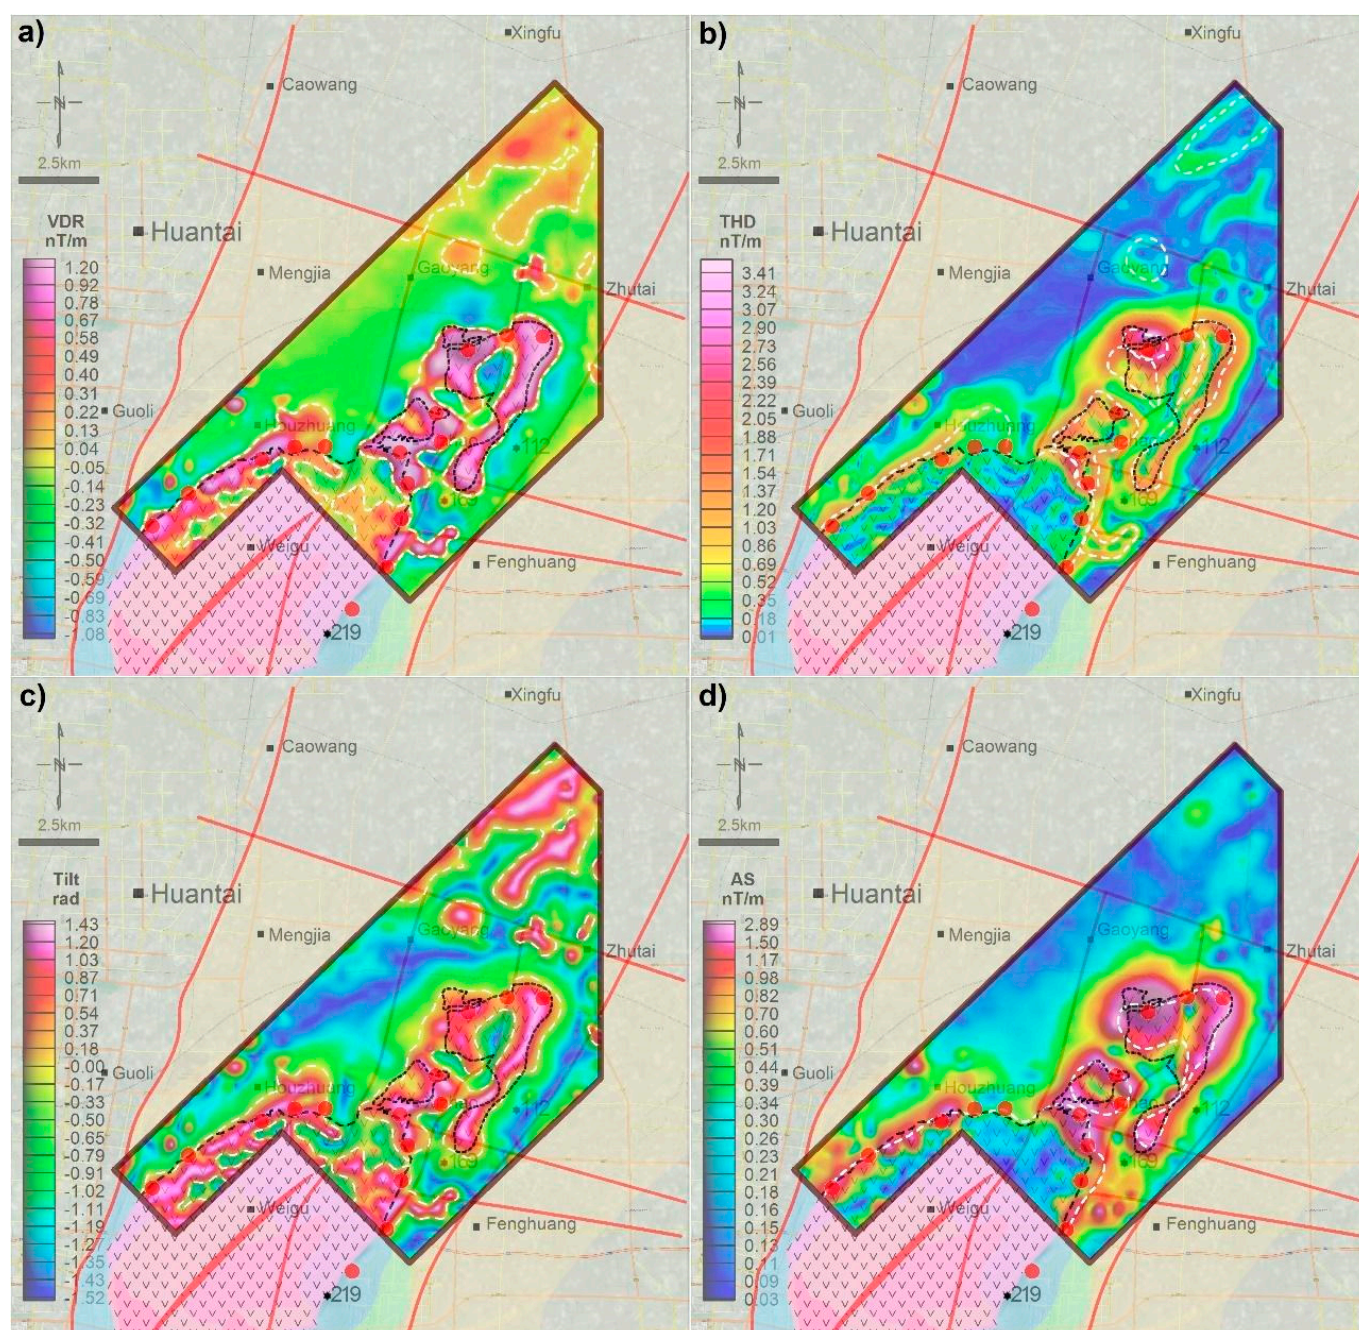 a)
Xingfu
Caowang
N
2.5km
Huantai
Mengjia
Gaoyang
Zhutai
Guoli
Houzhuang
112
169
Weigu
Fenghuang
219
VDR
nT/m
1.20
0.92
0.78
0.67
0.58
0.49
0.40
0.31
0.22
0.13
0.04
-0.05
-0.14
-0.23
-0.32
-0.41
-0.50
-0.59
-0.69
-0.83
-1.08
b)
Xingfu
Caowang
N
2.5km
Huantai
Mengjia
Gaoyang
Zhutai
Guoli
Houzhuang
112
169
Weigu
Fenghuang
219
THD
nT/m
3.41
3.24
3.07
2.90
2.73
2.56
2.39
2.22
2.05
1.88
1.71
1.54
1.37
1.20
1.03
0.86
0.69
0.52
0.35
0.18
0.01
c)
Xingfu
Caowang
N
2.5km
Huantai
Mengjia
Gaoyang
Zhutai
Guoli
Houzhuang
112
169
Weigu
Fenghuang
219
Tilt
rad
1.43
1.20
1.03
0.87
0.71
0.54
0.37
0.18
-0.00
-0.17
-0.33
-0.50
-0.65
-0.79
-0.91
-1.02
-1.11
-1.19
-1.27
-1.35
-1.43
-1.52
d)
Xingfu
Caowang
N
2.5km
Huantai
Mengjia
Gaoyang
Zhutai
Guoli
Houzhuang
112
169
Weigu
Fenghuang
219
AS
nT/m
2.89
1.50
1.17
0.97
0.82
0.70
0.60
0.51
0.44
0.39
0.34
0.30
0.26
0.23
0.21
0.18
0.16
0.15
0.13
0.11
0.09
0.03